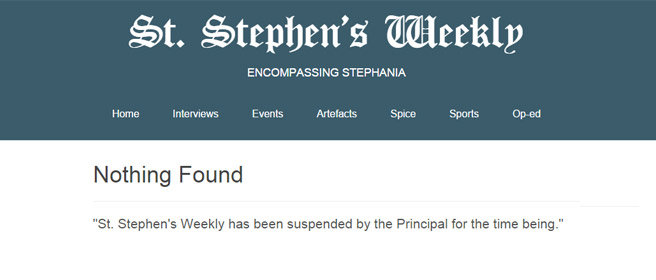 St. Stephen's Weekly
ENCOMPASSING STEPHANIA
Home Interviews Events Artefacts Spice Sports Op-ed
Nothing Found
"St. Stephen's Weekly has been suspended by the Principal for the time being."